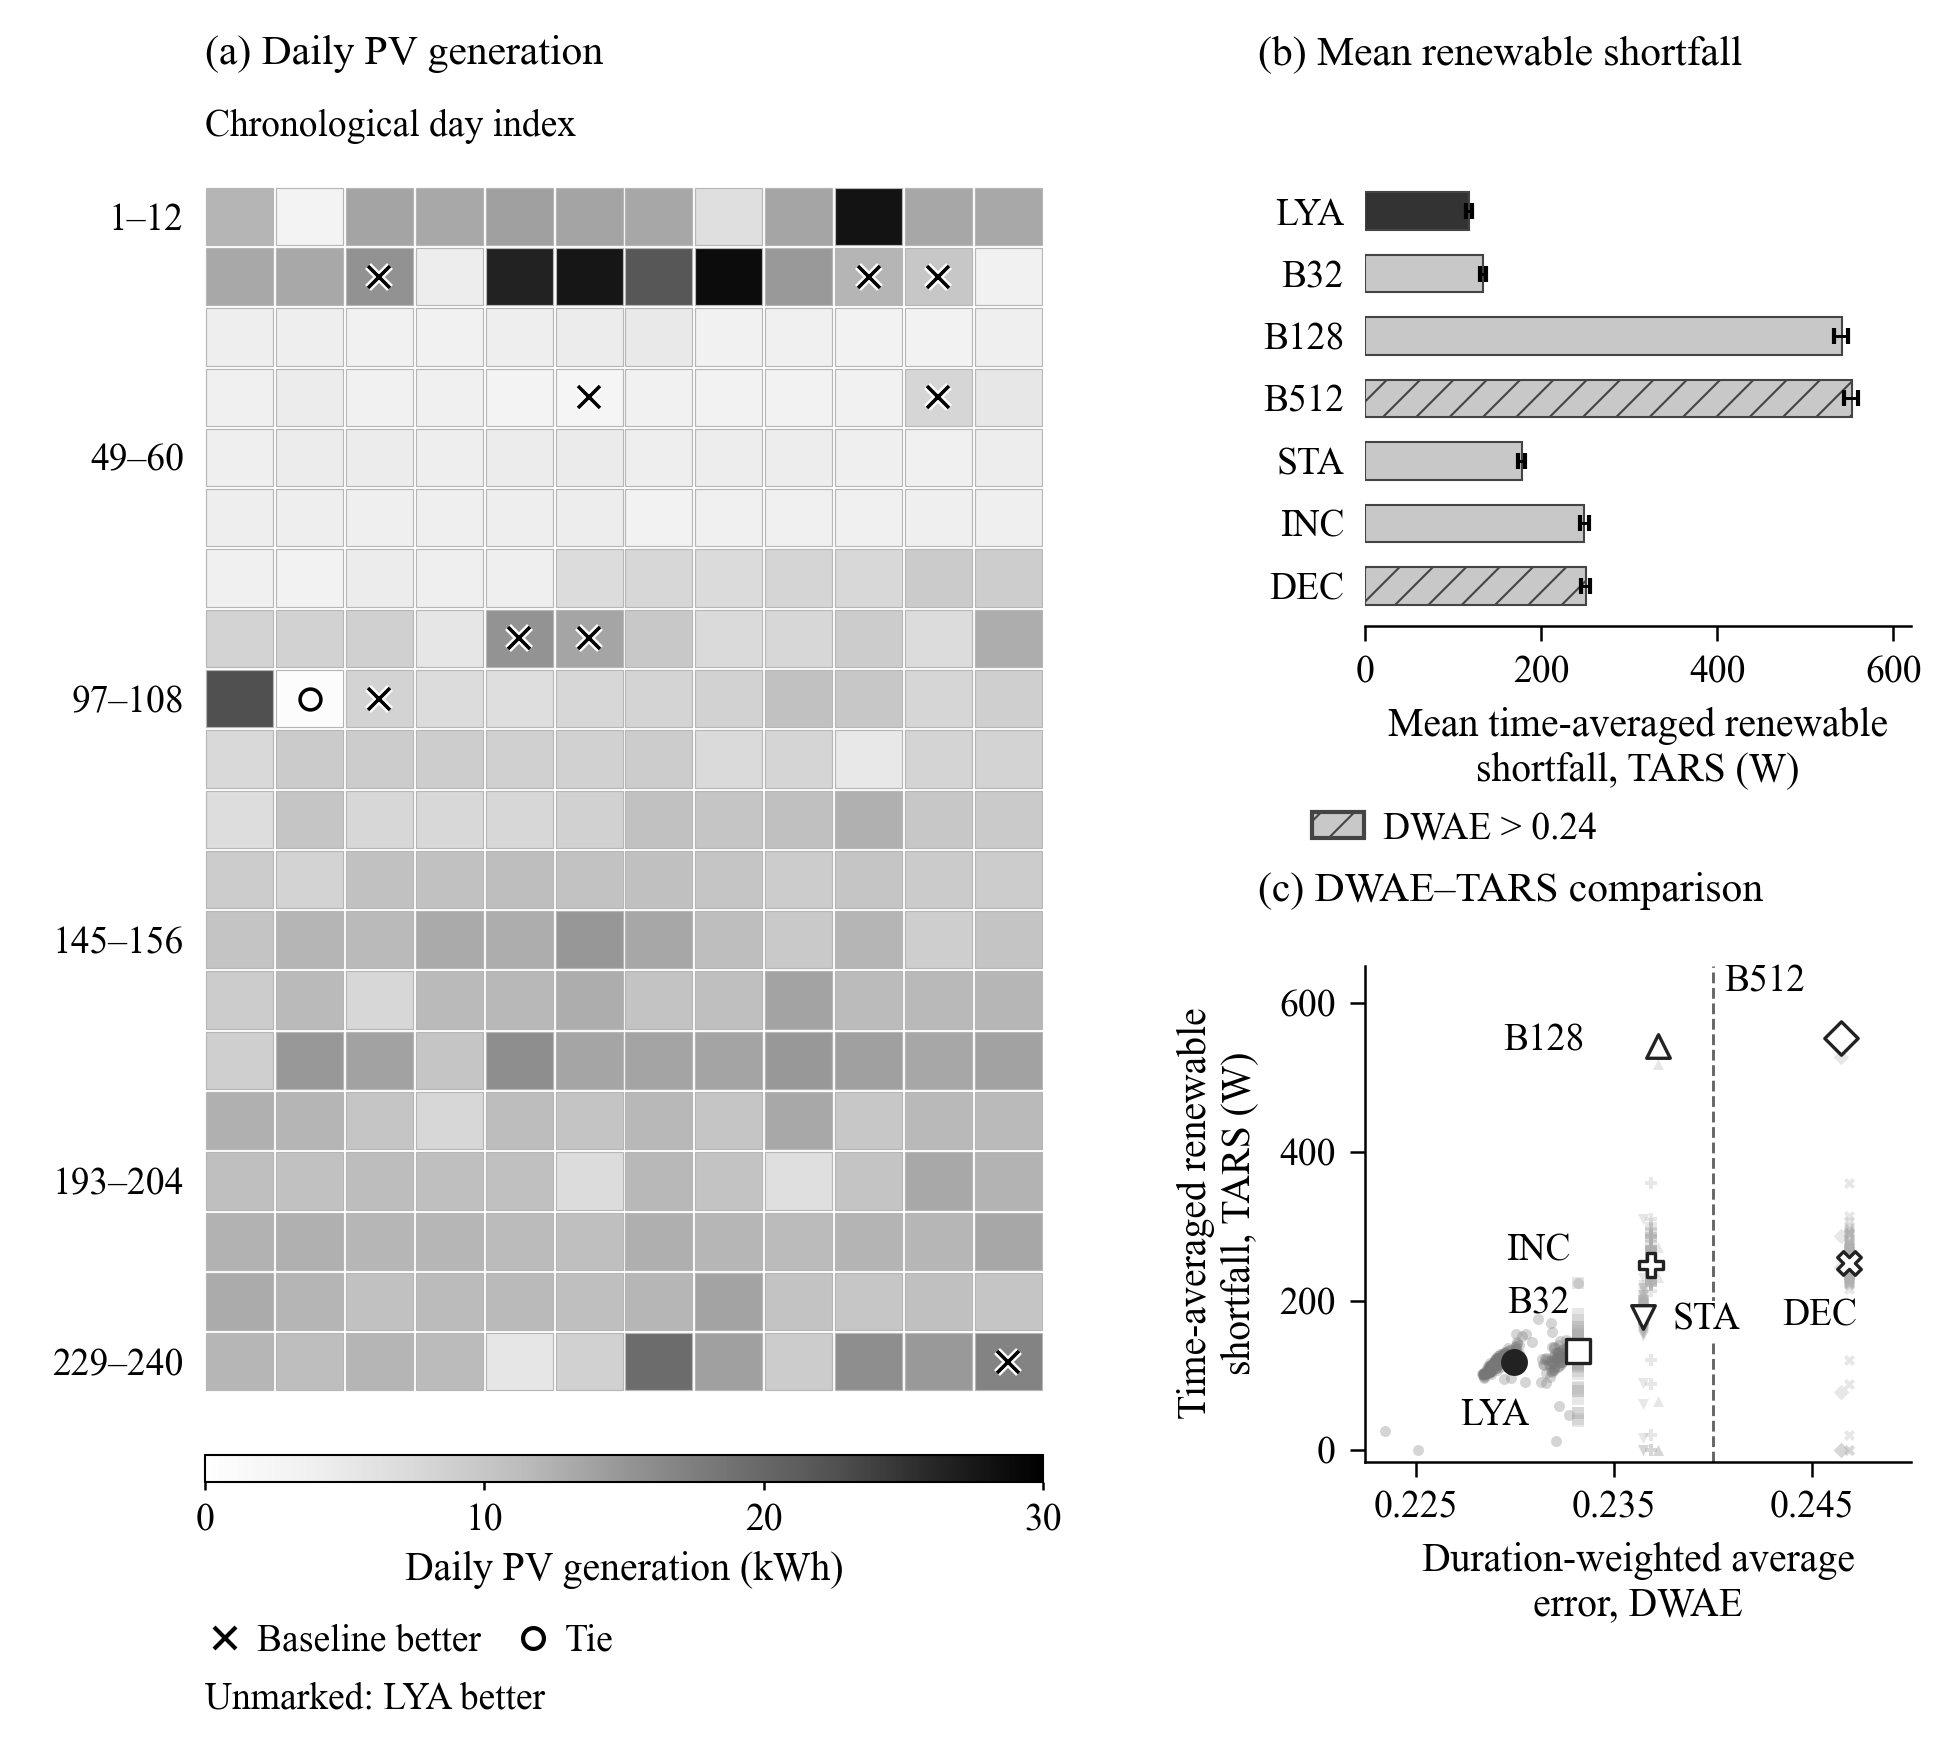 (a) Daily PV generation
Chronological day index
1–12
49–60
97–108
145–156
193–204
229–240
0
10
20
30
Daily PV generation (kWh)
Baseline better
Tie
Unmarked: LYA better
(b) Mean renewable shortfall
LYA
B32
B128
B512
STA
INC
DEC
0
200
400
600
Mean time-averaged renewable
shortfall, TARS (W)
DWAE > 0.24
(c) DWAE–TARS comparison
Time-averaged renewable
shortfall, TARS (W)
600
400
200
0
B512
B128
INC
B32
STA
DEC
LYA
0.225
0.235
0.245
Duration-weighted average
error, DWAE